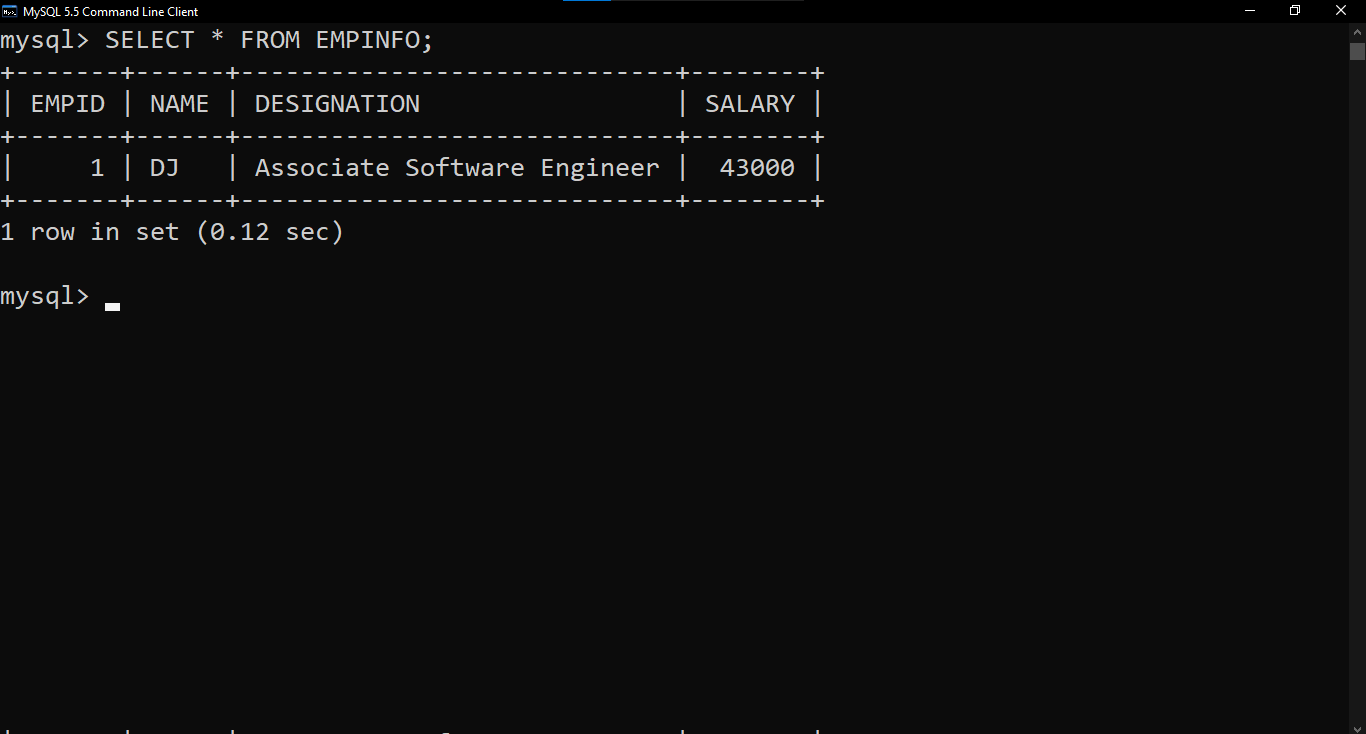 MySQL 5.5 Command Line Client
mysql> SELECT * FROM EMPINFO;
+-------+------+-----------------------------+--------+
| EMPID | NAME | DESIGNATION                 | SALARY |
+-------+------+-----------------------------+--------+
|     1 | DJ   | Associate Software Engineer |  43000 |
+-------+------+-----------------------------+--------+
1 row in set (0.12 sec)
mysql>